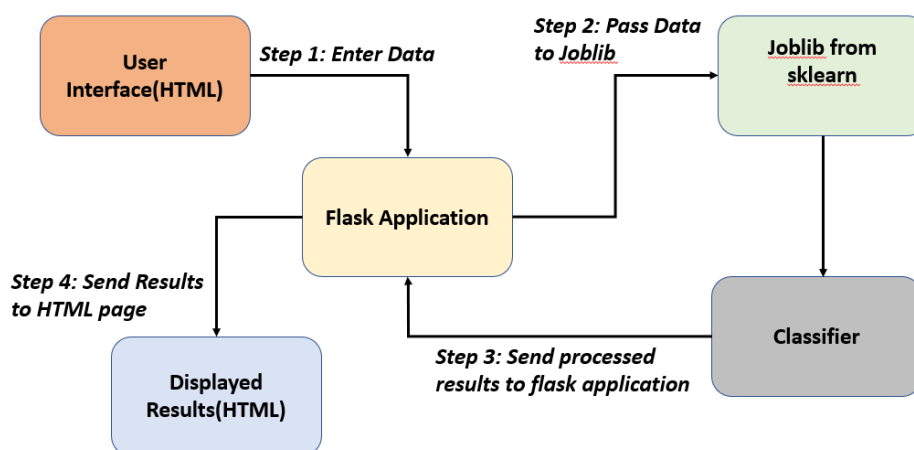 User
Interface(HTML)
Step 1: Enter Data
Step 2: Pass Data
to Joblib
Joblib from
sklearn
Flask Application
Step 4: Send Results
to HTML page
Classifier
Step 3: Send processed
results to flask application
Displayed
Results(HTML)